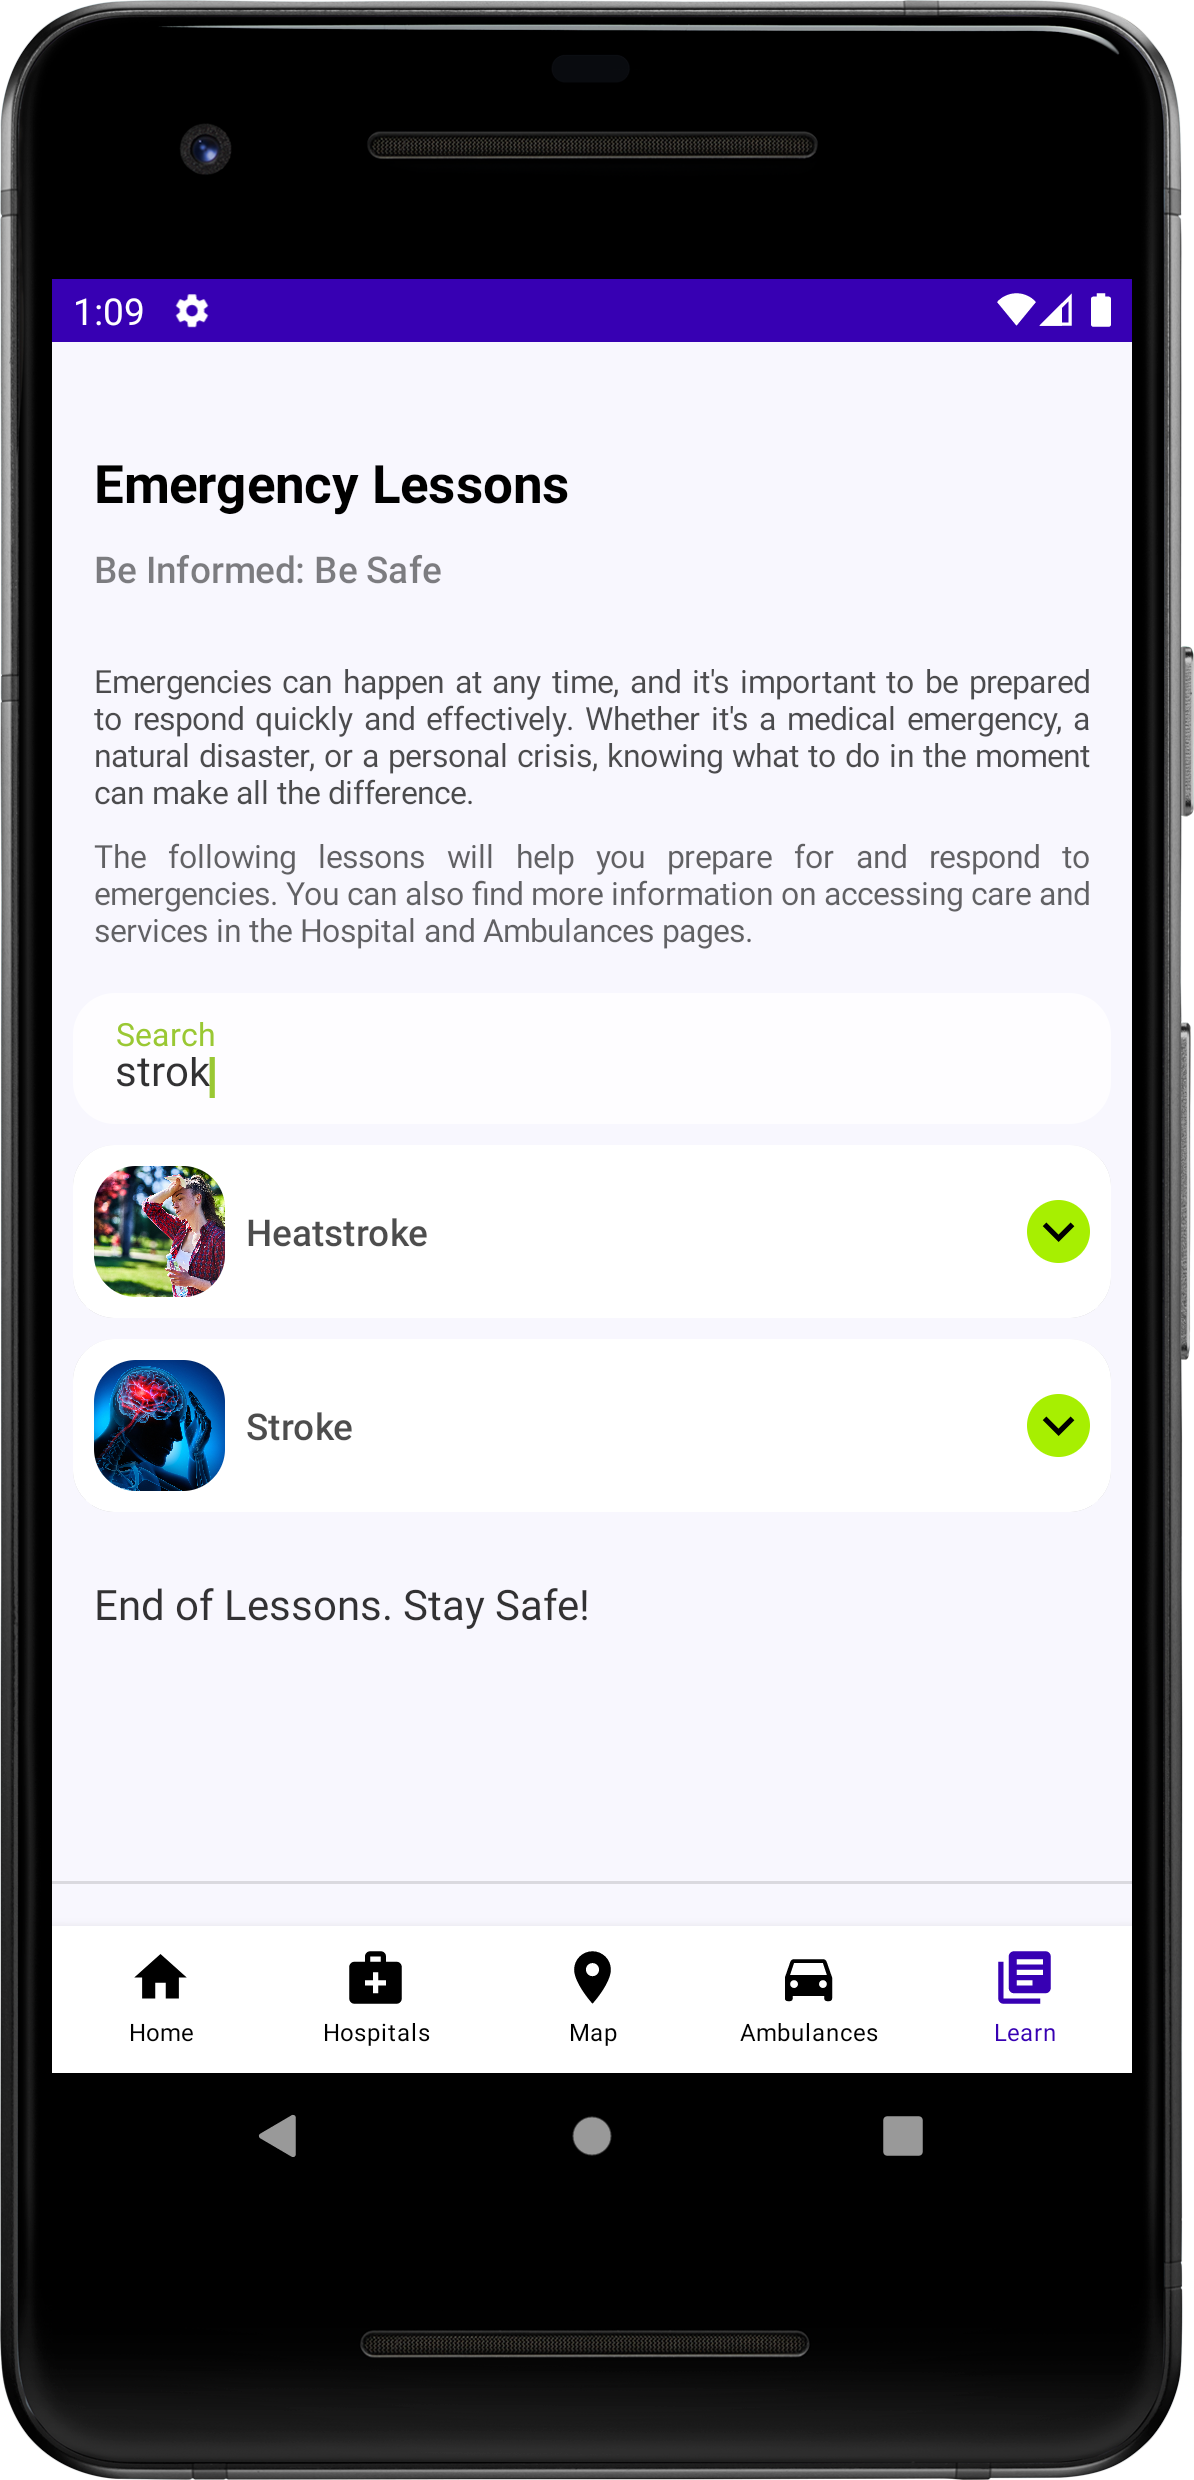 1:09
Emergency Lessons
Be Informed: Be Safe
Emergencies can happen at any time, and it's important to be prepared
to respond quickly and effectively. Whether it's a medical emergency, a
natural disaster, or a personal crisis, knowing what to do in the moment
can make all the difference.
The following lessons will help you prepare for and respond to
emergencies. You can also find more information on accessing care and
services in the Hospital and Ambulances pages.
Search
strok
Heatstroke
Stroke
End of Lessons. Stay Safe!
Home
Hospitals
Map
Ambulances
Learn